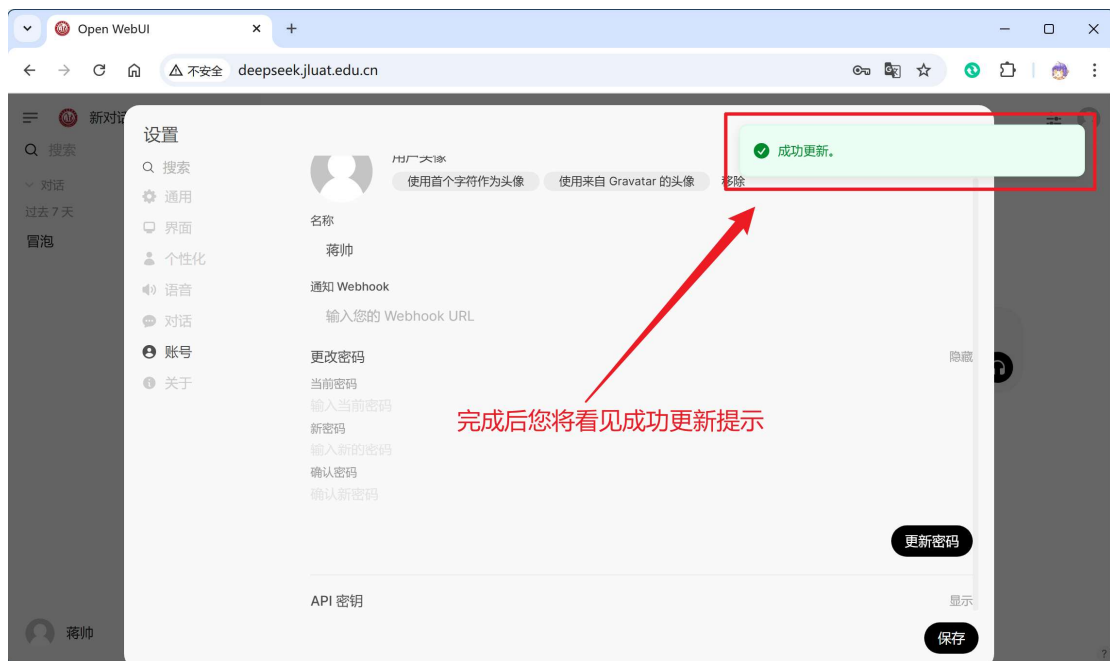 Open WebUI
不安全 deepseek.jluat.edu.cn
新对话
搜索
对话
过去 7 天
冒泡
设置
搜索
通用
界面
个性化
语音
对话
账号
关于
用户头像
使用首个字符作为头像 使用来自 Gravatar 的头像 移除
成功更新。
名称
蒋帅
通知 Webhook
输入您的 Webhook URL
更改密码 隐藏
当前密码
输入当前密码
新密码
输入新的密码
确认密码
确认新密码
完成后您将看见成功更新提示
更新密码
API 密钥 显示
保存
蒋帅
?